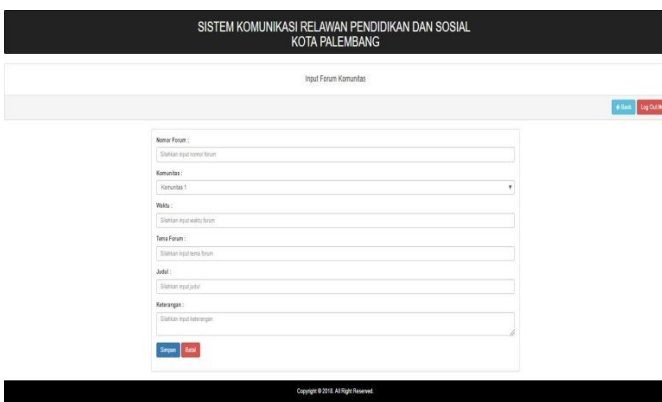 SISTEM KOMUNIKASI RELAWAN PENDIDIKAN DAN SOSIAL
KOTA PALEMBANG
Input Forum Komunitas
Back Log Out
Nomor Forum :
Silahkan input nomor forum
Komunitas :
Komunitas 1
Waktu :
Silahkan input waktu forum
Tema Forum :
Silahkan input tema forum
Judul :
Silahkan input judul
Keterangan :
Silahkan input keterangan
Simpan Batal
Copyright © 2018. All Right Reserved.